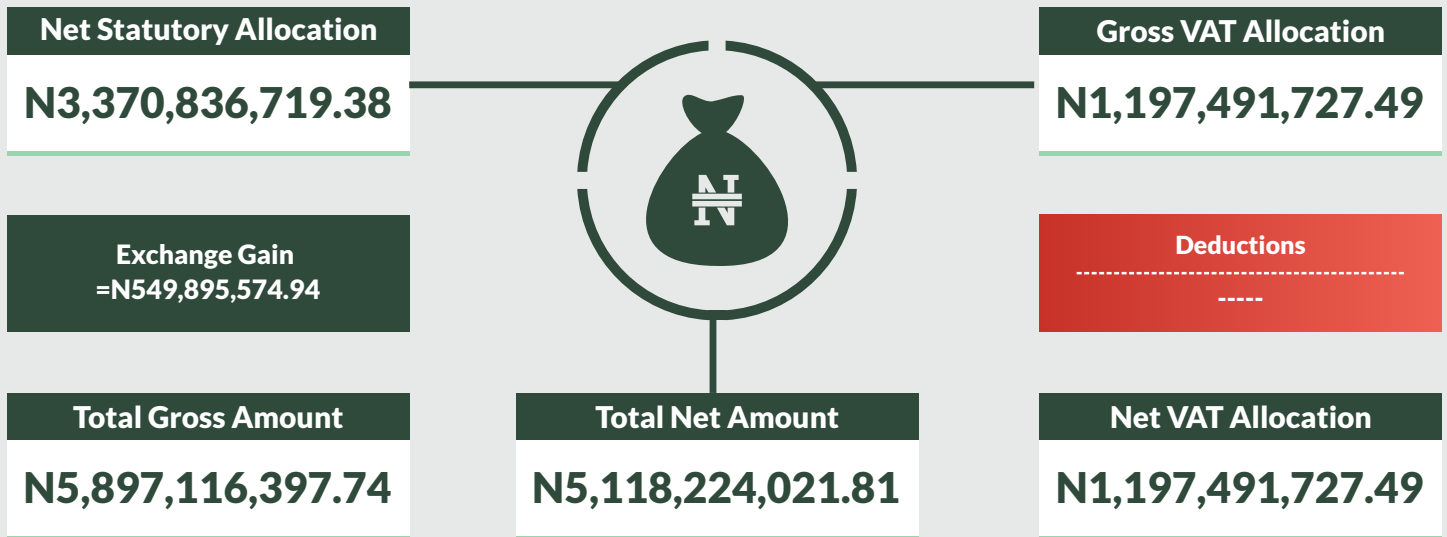 Net Statutory Allocation
N3,370,836,719.38
Gross VAT Allocation
N1,197,491,727.49
₦
Exchange Gain
=N549,895,574.94
Deductions
--------------------------------------------
-----
Total Gross Amount
N5,897,116,397.74
Total Net Amount
N5,118,224,021.81
Net VAT Allocation
N1,197,491,727.49